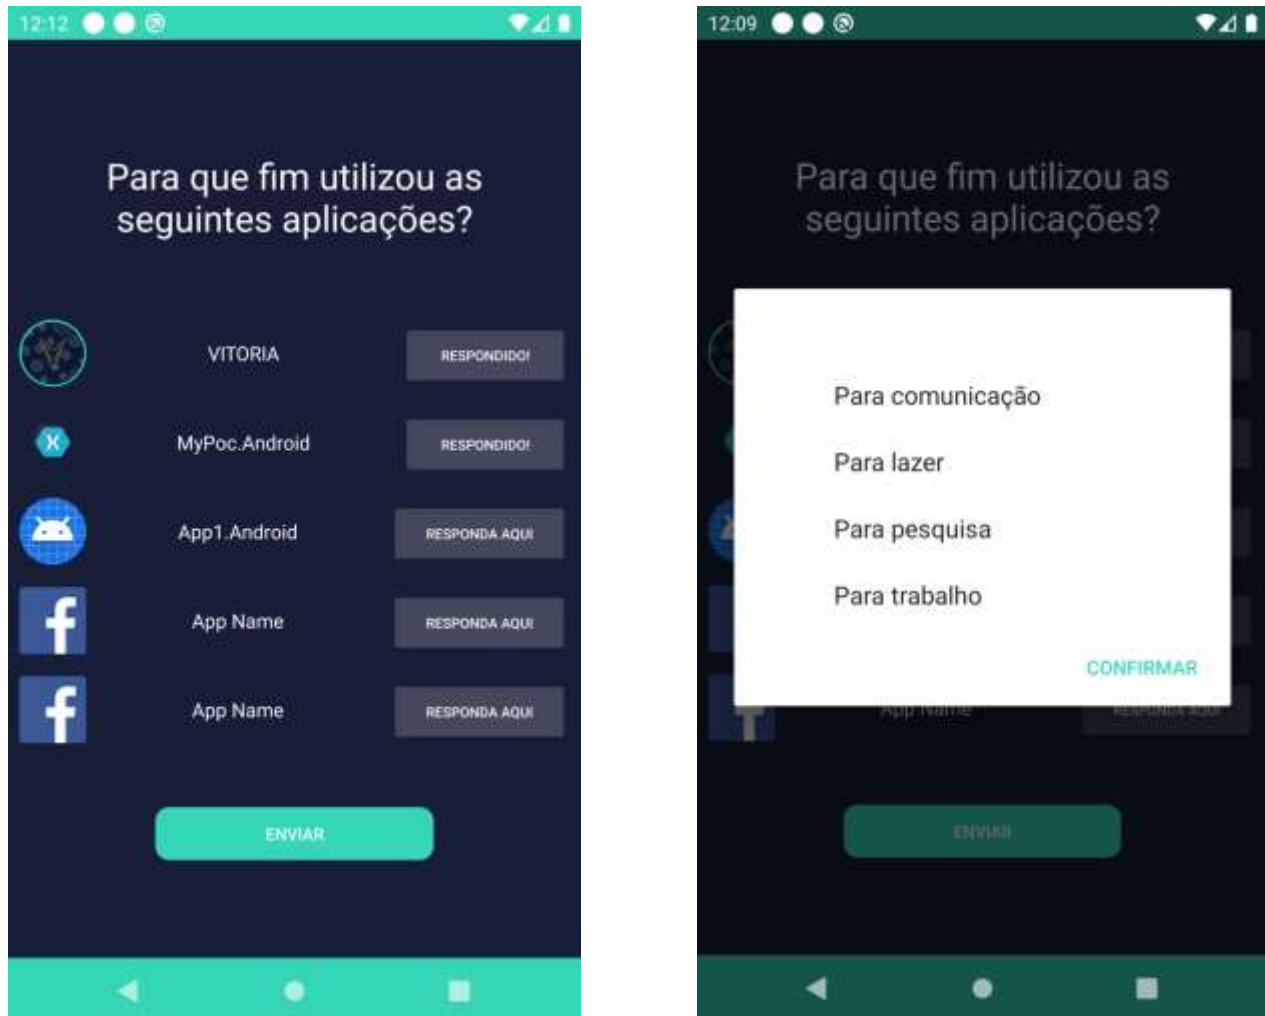 12:12
Para que fim utilizou as
seguintes aplicações?
VITORIA
RESPONDIDO!
MyPoc.Android
RESPONDIDO!
App1.Android
RESPONDA AQUI
App Name
RESPONDA AQUI
App Name
RESPONDA AQUI
ENVIAR
12:09
Para que fim utilizou as
seguintes aplicações?
Para comunicação
Para lazer
Para pesquisa
Para trabalho
CONFIRMAR
App Name
RESPONDA AQUI
ENVIAR